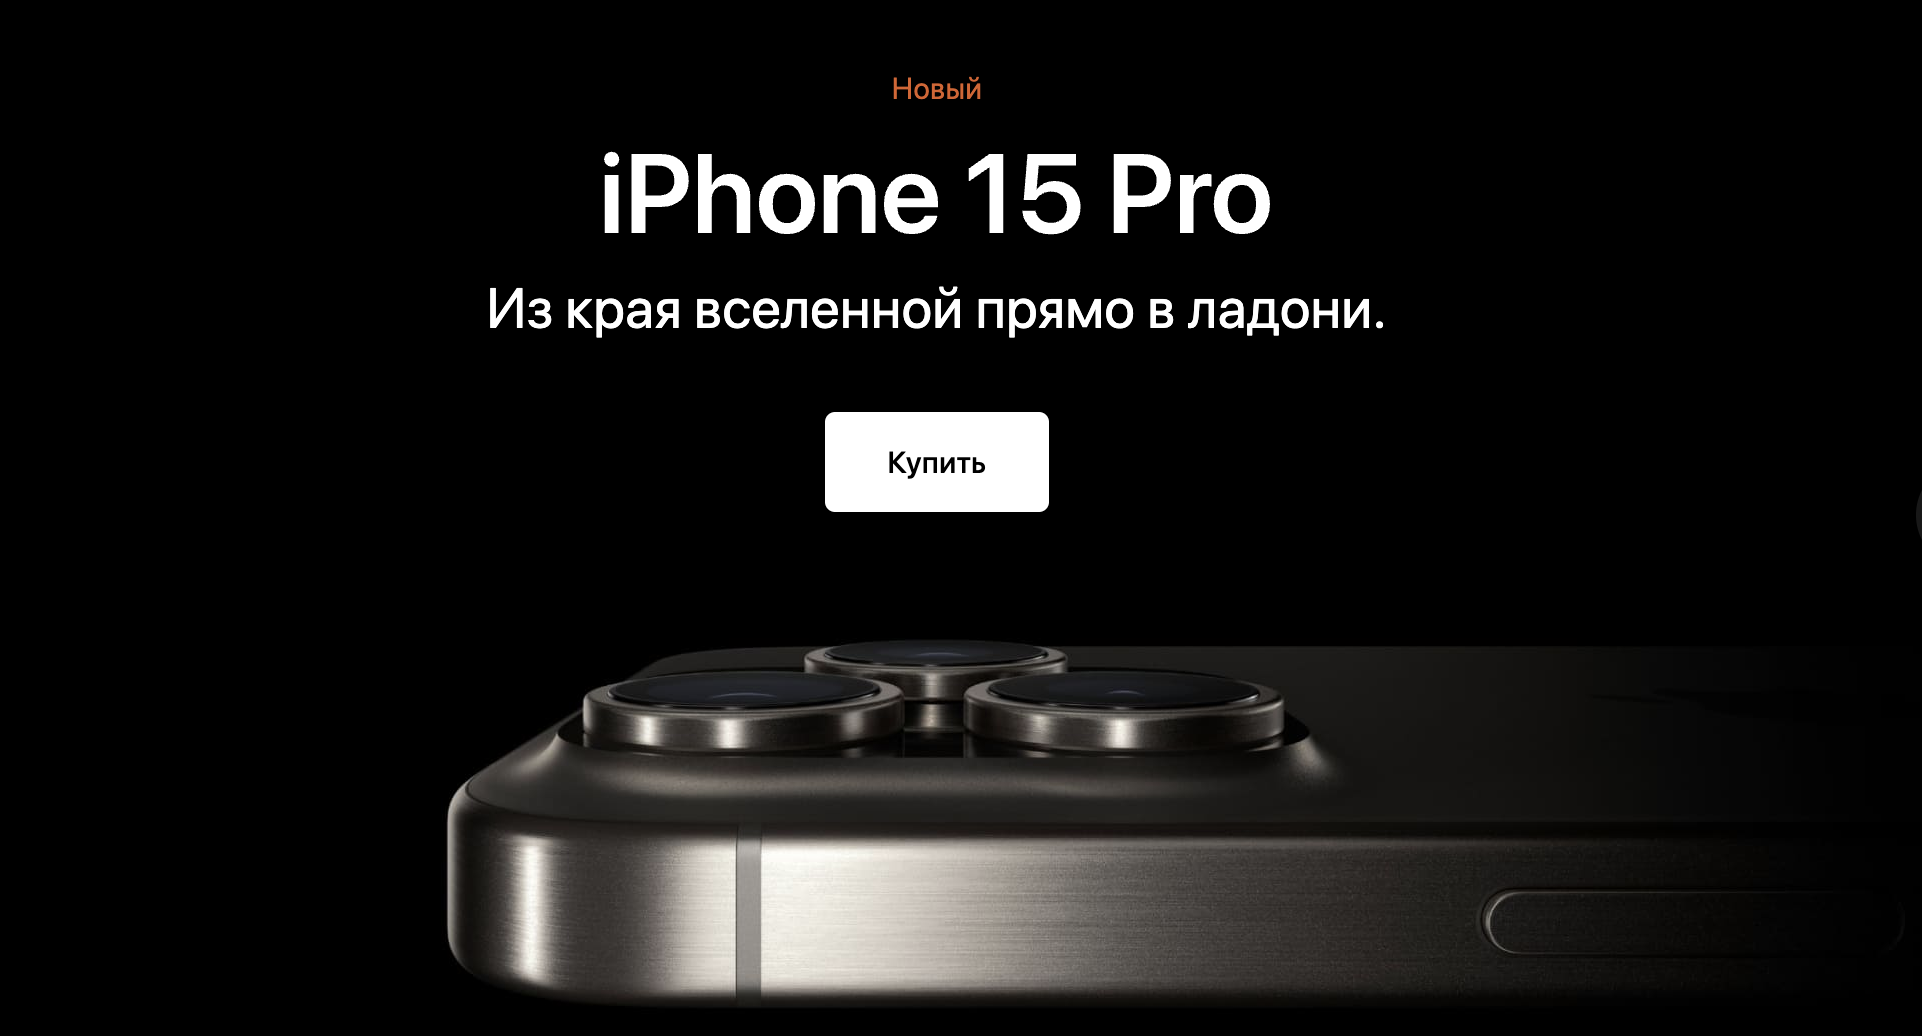 Новый
iPhone 15 Pro
Из края вселенной прямо в ладони.
Купить